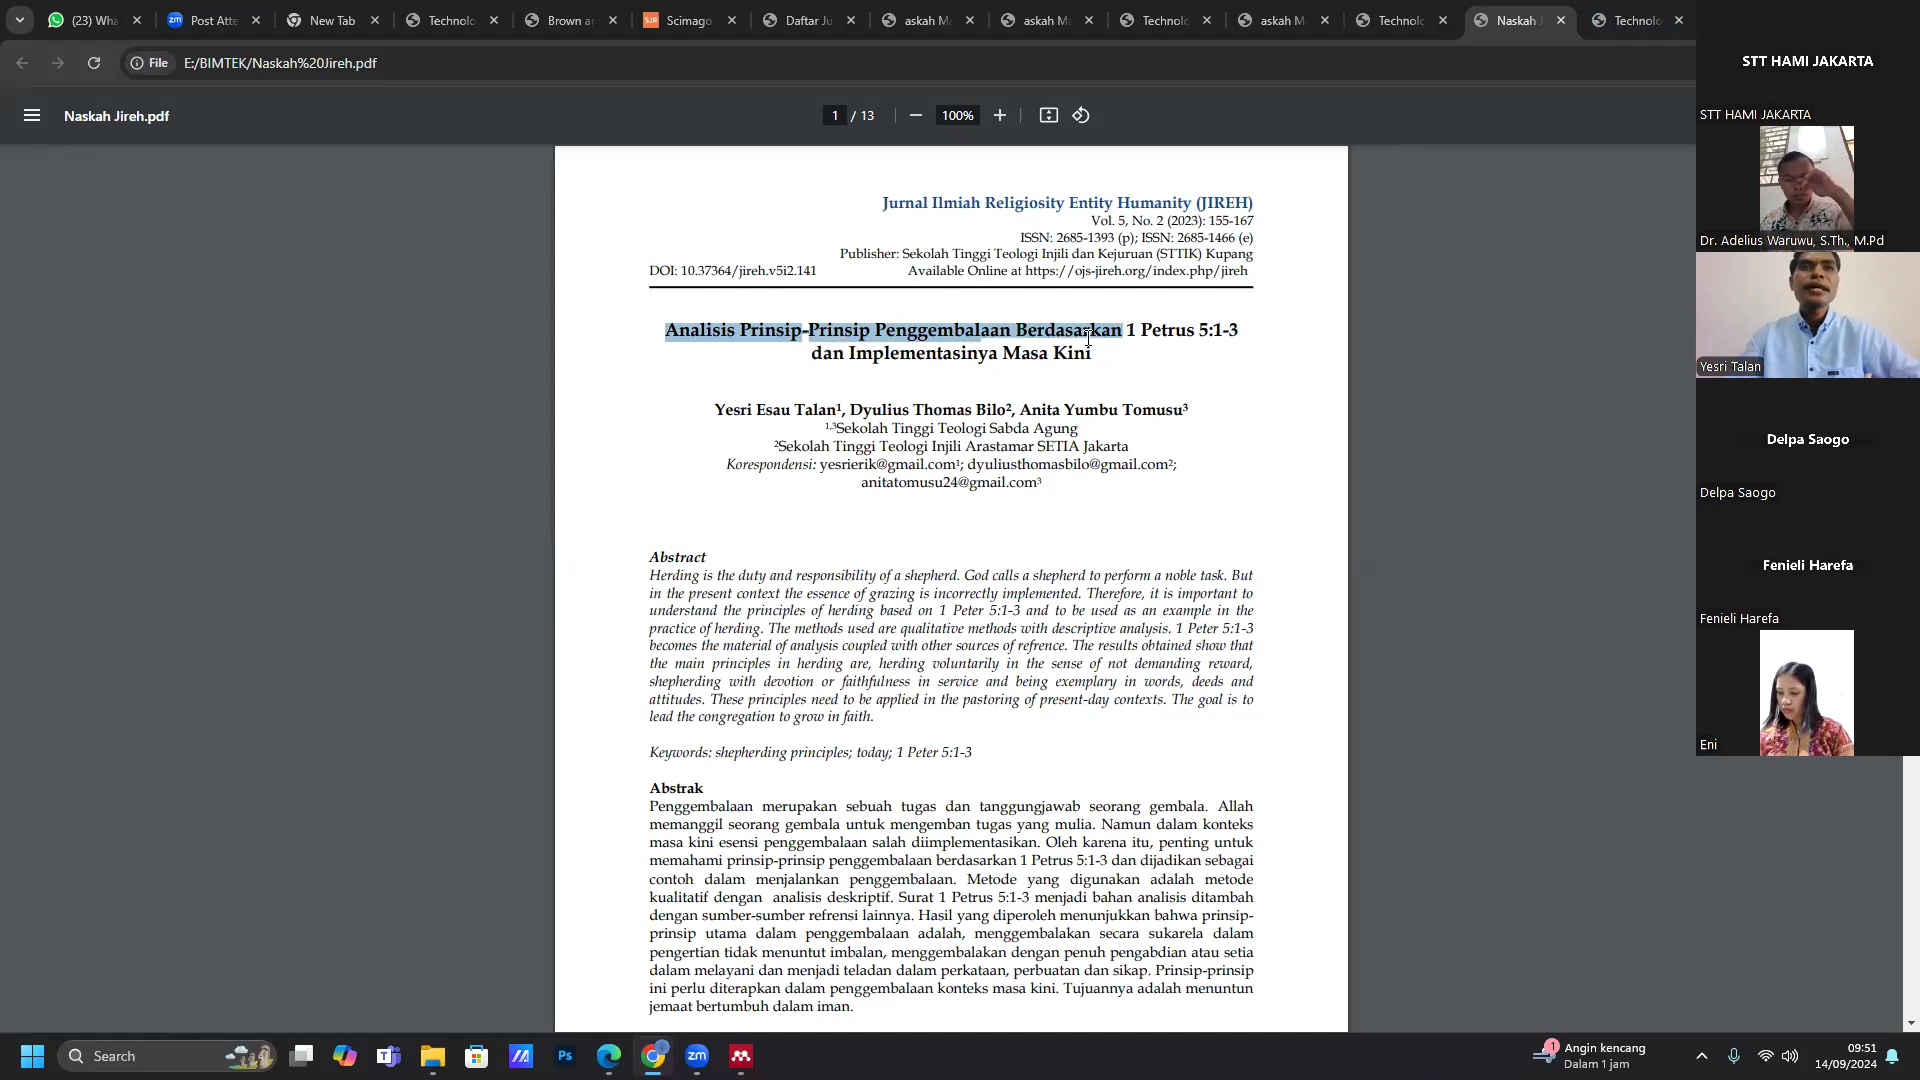 (23) Wha
Post Atte
New Tab
Technolo
Brown a
Scimago
Daftar Ju
askah Ma
askah Ma
Technolo
askah M
Technolo
Naskah J
Technolo
File
E:/BIMTEK/Naskah%20Jireh.pdf
Naskah Jireh.pdf
1 / 13
100%
Jurnal Ilmiah Religiosity Entity Humanity (JIREH)
Vol. 5, No. 2 (2023): 155-167
ISSN: 2685-1393 (p); ISSN: 2685-1466 (e)
Publisher: Sekolah Tinggi Teologi Injili dan Kejuruan (STTIK) Kupang
DOI: 10.37364/jireh.v5i2.141 Available Online at https://ojs-jireh.org/index.php/jireh
Analisis Prinsip-Prinsip Penggembalaan Berdasarkan 1 Petrus 5:1-3
dan Implementasinya Masa Kini
Yesri Esau Talan¹, Dyulius Thomas Bilo², Anita Yumbu Tomusu³
¹,³Sekolah Tinggi Teologi Sabda Agung
²Sekolah Tinggi Teologi Injili Arastamar SETIA Jakarta
Korespondensi: yesrierik@gmail.com¹; dyuliusthomasbilo@gmail.com²;
anitatomusu24@gmail.com³
Abstract
Herding is the duty and responsibility of a shepherd. God calls a shepherd to perform a noble task. But
in the present context the essence of grazing is incorrectly implemented. Therefore, it is important to
understand the principles of herding based on 1 Peter 5:1-3 and to be used as an example in the
practice of herding. The methods used are qualitative methods with descriptive analysis. 1 Peter 5:1-3
becomes the material of analysis coupled with other sources of refrence. The results obtained show that
the main principles in herding are, herding voluntarily in the sense of not demanding reward,
shepherding with devotion or faithfulness in service and being exemplary in words, deeds and
attitudes. These principles need to be applied in the pastoring of present-day contexts. The goal is to
lead the congregation to grow in faith.
Keywords: shepherding principles; today; 1 Peter 5:1-3
Abstrak
Penggembalaan merupakan sebuah tugas dan tanggungjawab seorang gembala. Allah
memanggil seorang gembala untuk mengemban tugas yang mulia. Namun dalam konteks
masa kini esensi penggembalaan salah diimplementasikan. Oleh karena itu, penting untuk
memahami prinsip-prinsip penggembalaan berdasarkan 1 Petrus 5:1-3 dan dijadikan sebagai
contoh dalam menjalankan penggembalaan. Metode yang digunakan adalah metode
kualitatif dengan analisis deskriptif. Surat 1 Petrus 5:1-3 menjadi bahan analisis ditambah
dengan sumber-sumber refrensi lainnya. Hasil yang diperoleh menunjukkan bahwa prinsip-
prinsip utama dalam penggembalaan adalah, menggembalakan secara sukarela dalam
pengertian tidak menuntut imbalan, menggembalakan dengan penuh pengabdian atau setia
dalam melayani dan menjadi teladan dalam perkataan, perbuatan dan sikap. Prinsip-prinsip
ini perlu diterapkan dalam penggembalaan konteks masa kini. Tujuannya adalah menuntun
jemaat bertumbuh dalam iman.
STT HAMI JAKARTA
STT HAMI JAKARTA
Dr. Adelius Waruwu, S.Th., M.Pd
Yesri Talan
Delpa Saogo
Delpa Saogo
Fenieli Harefa
Fenieli Harefa
Eni
Search
Ps
zm
1
Angin kencang
Dalam 1 jam
09:51
14/09/2024